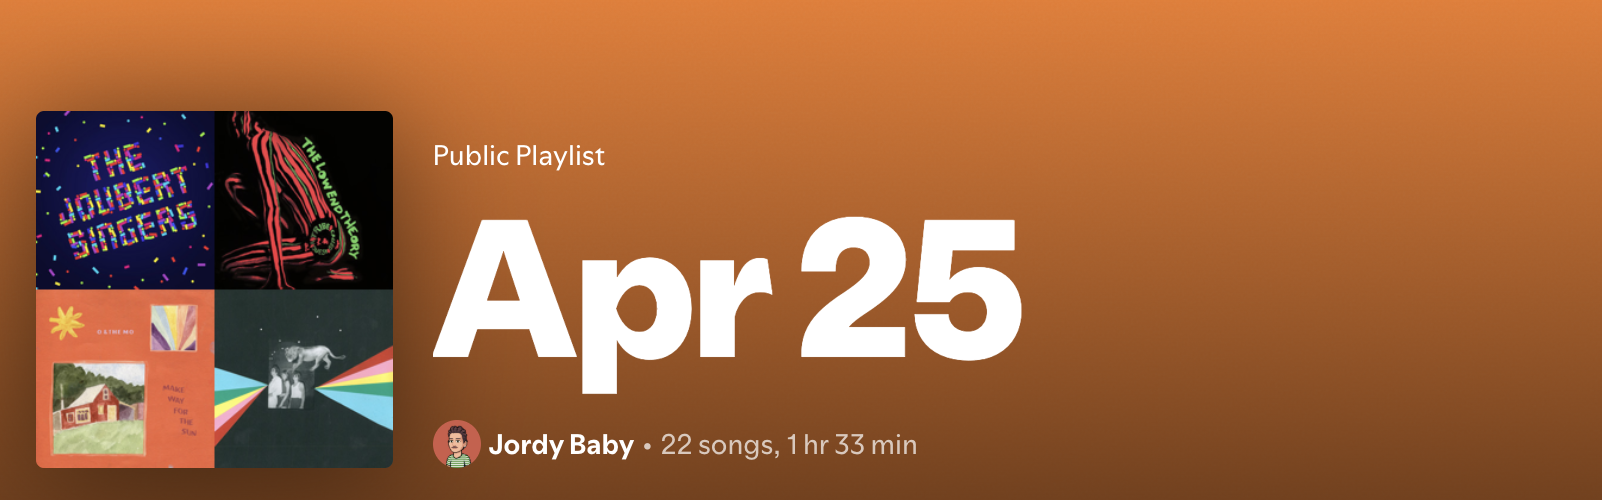 THE
JOUBERT
SINGERS
THE LOW END THEORY
OSTREMO
MAKE
WAY
FOR
THE
SUN
Public Playlist
Apr 25
Jordy Baby • 22 songs, 1 hr 33 min